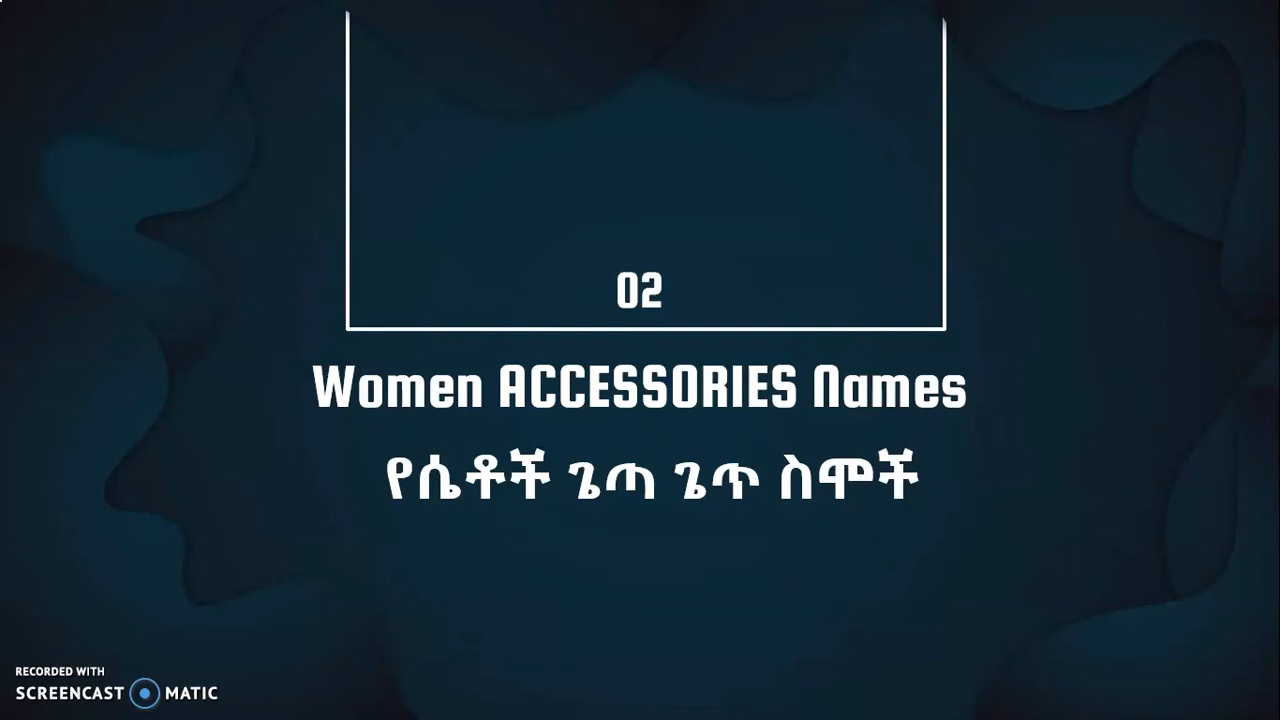 02
Women ACCESSORIES Names
የሴቶች ጌጣ ጌጥ ስሞች
RECORDED WITH
SCREENCAST MATIC